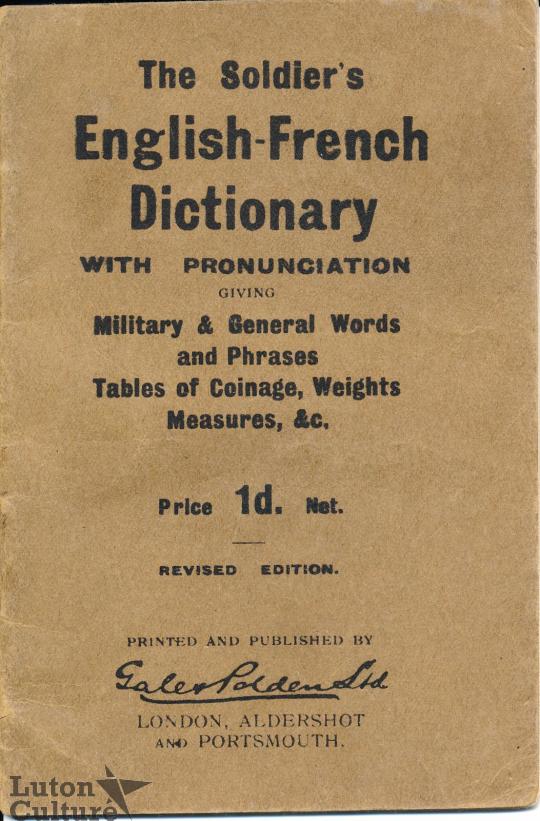 The Soldier's
English-French
Dictionary
WITH PRONUNCIATION
GIVING
Military & General Words
and Phrases
Tables of Coinage, Weights
Measures, &c.
Price 1d. Net.
REVISED EDITION.
PRINTED AND PUBLISHED BY
Gale & Polden Ltd
LONDON, ALDERSHOT
AND PORTSMOUTH.
Luton
Culture